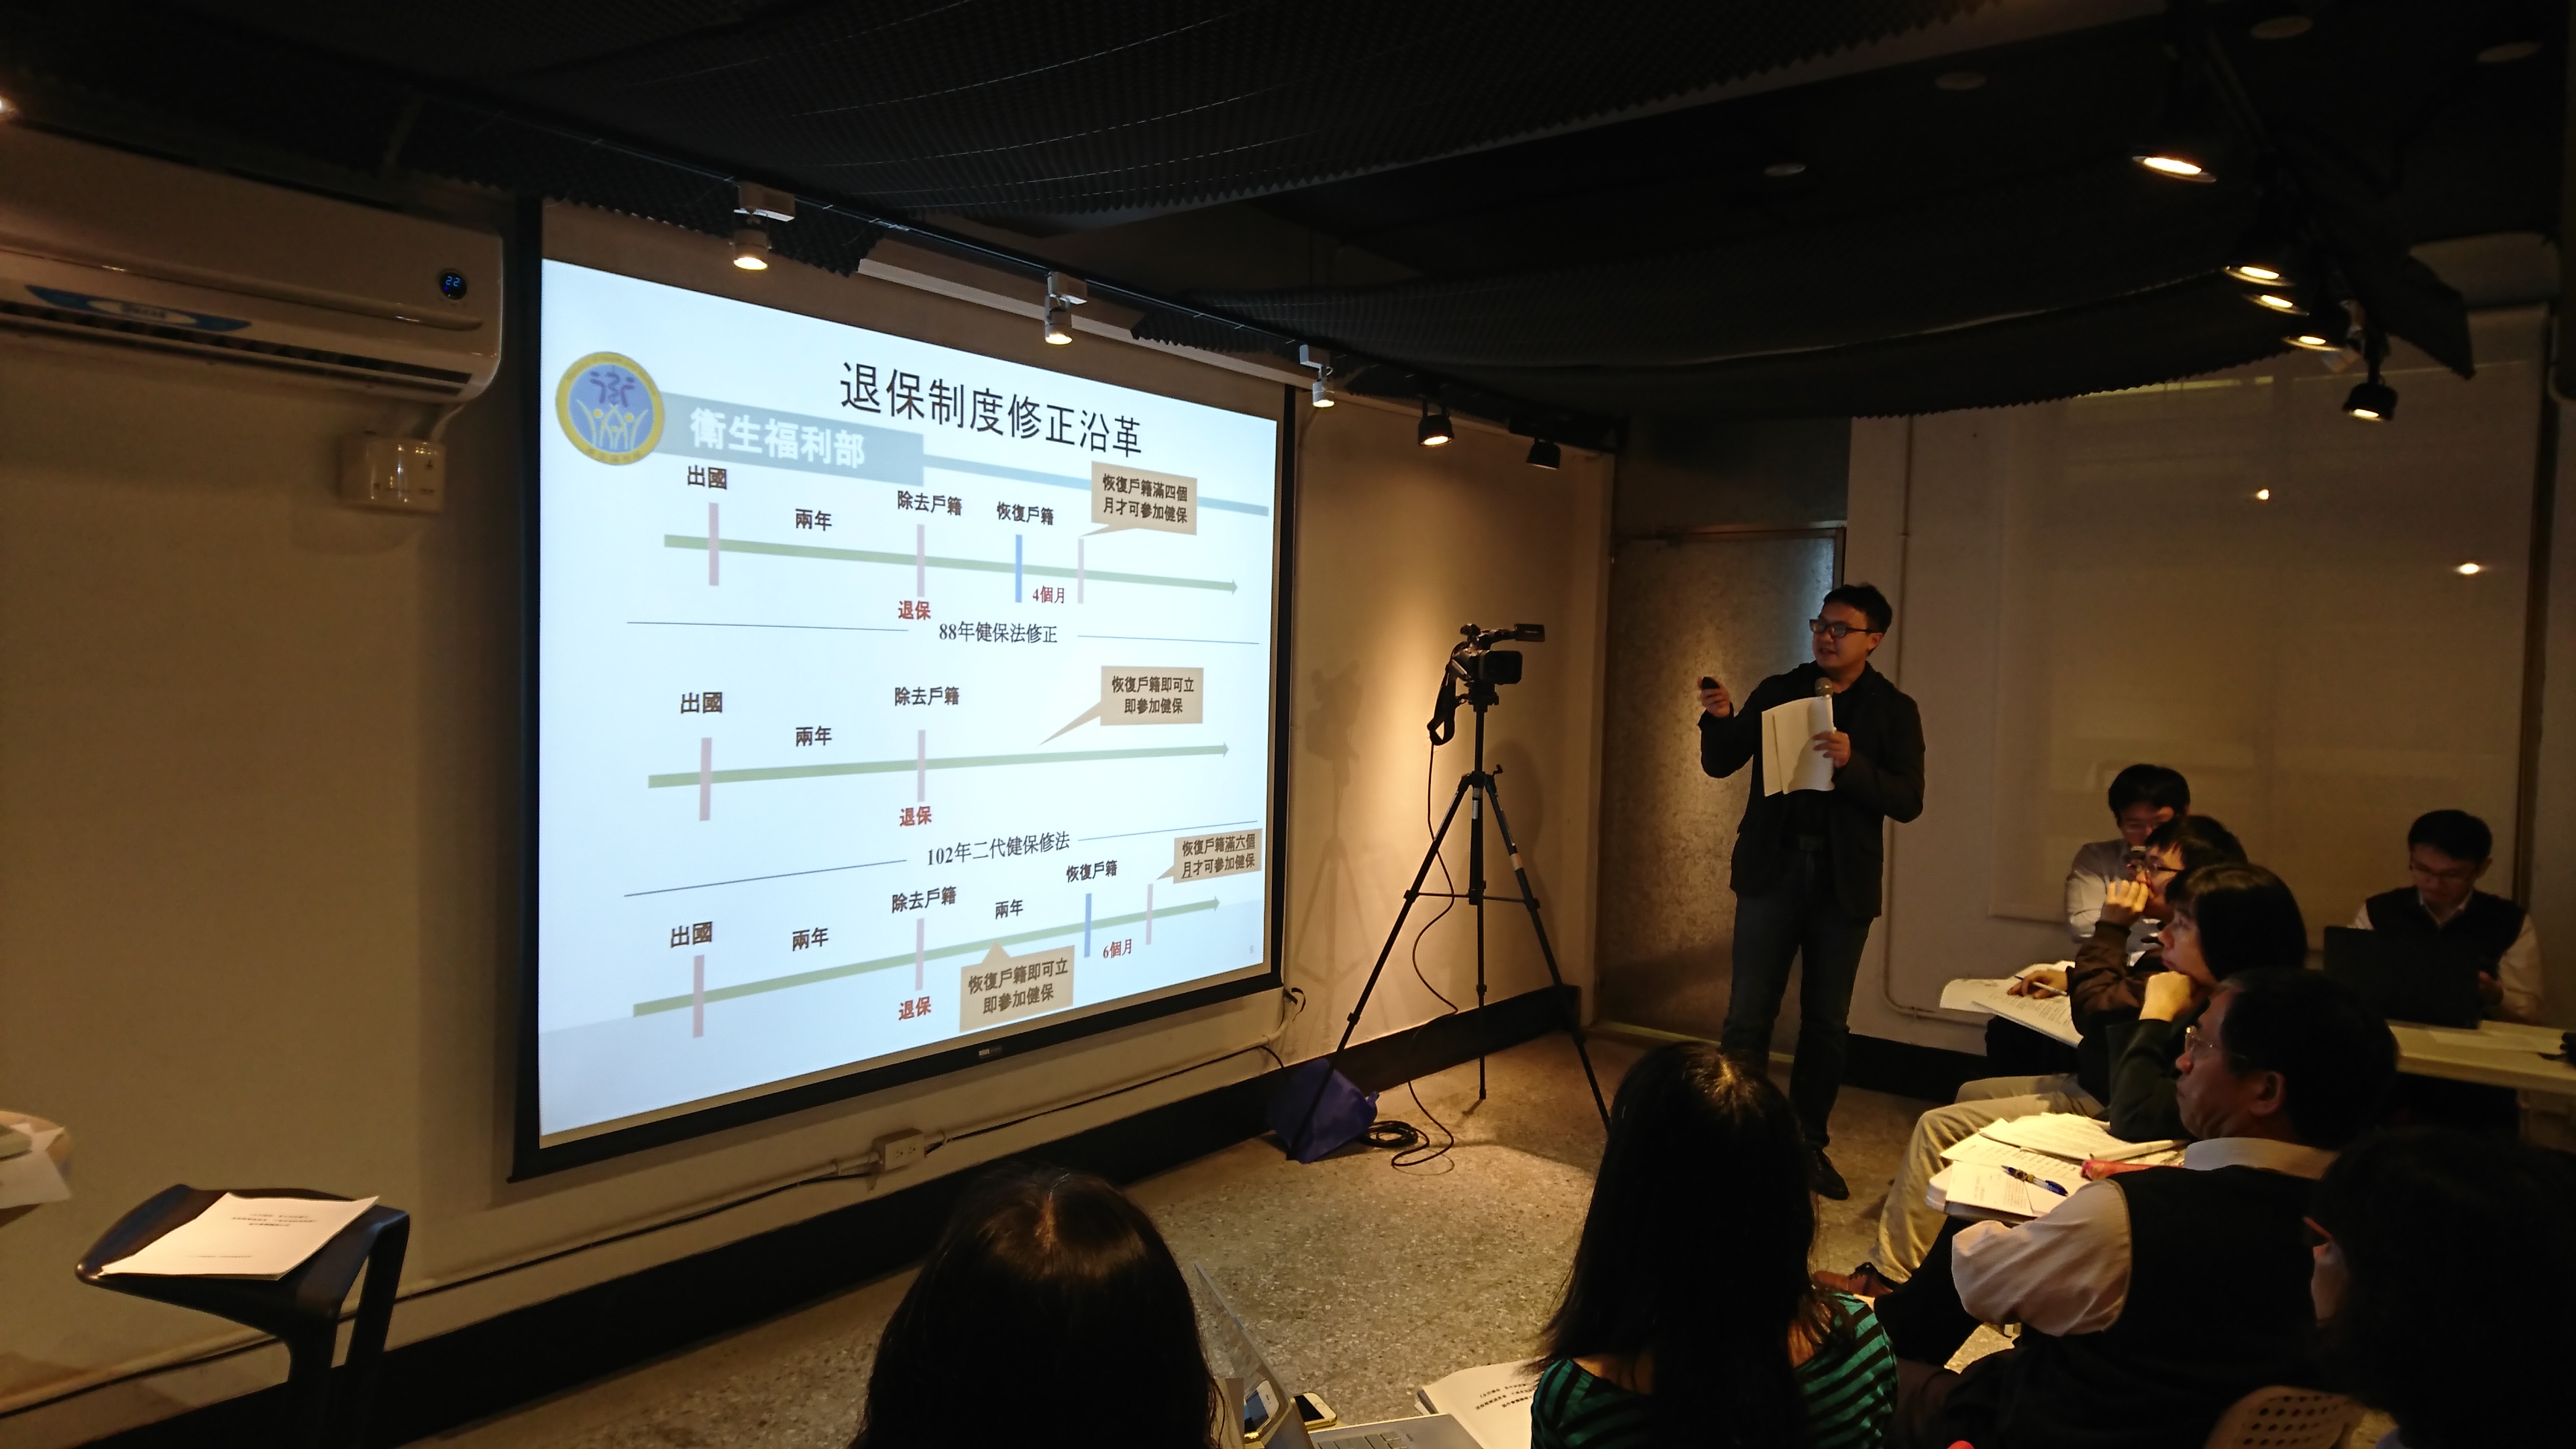 22
退保制度修正沿革
衛生福利部
出國
兩年
除去戶籍
恢復戶籍
恢復戶籍滿四個
月才可參加健保
退保
4個月
88年健保法修正
出國
兩年
除去戶籍
恢復戶籍即可立
即參加健保
退保
102年二代健保修法
出國
兩年
除去戶籍
兩年
恢復戶籍
恢復戶籍滿六個
月才可參加健保
退保
恢復戶籍即可立
即參加健保
6個月